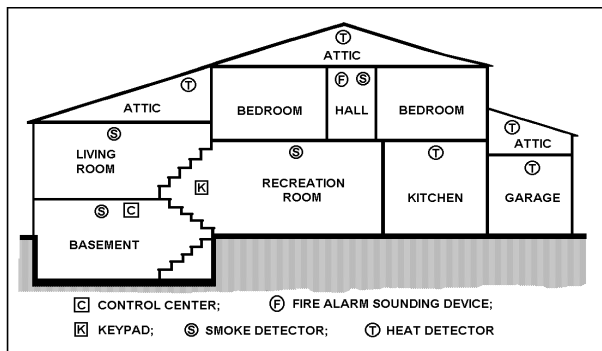 T
ATTIC
T
ATTIC
F S
BEDROOM HALL BEDROOM
S
LIVING
ROOM
T
ATTIC
K
S
RECREATION
ROOM
T
KITCHEN
T
GARAGE
S C
BASEMENT
C CONTROL CENTER; F FIRE ALARM SOUNDING DEVICE;
K KEYPAD; S SMOKE DETECTOR; T HEAT DETECTOR